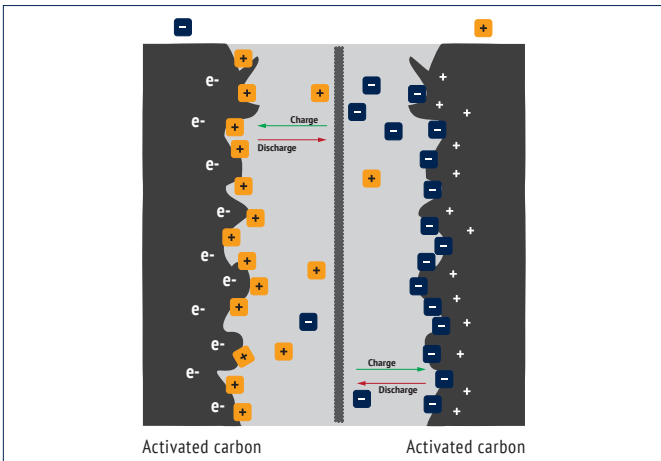 - +
e-
e-
e-
e-
e-
e-
e-
e-
e-
e-
Charge
Discharge
Charge
Discharge
Activated carbon Activated carbon